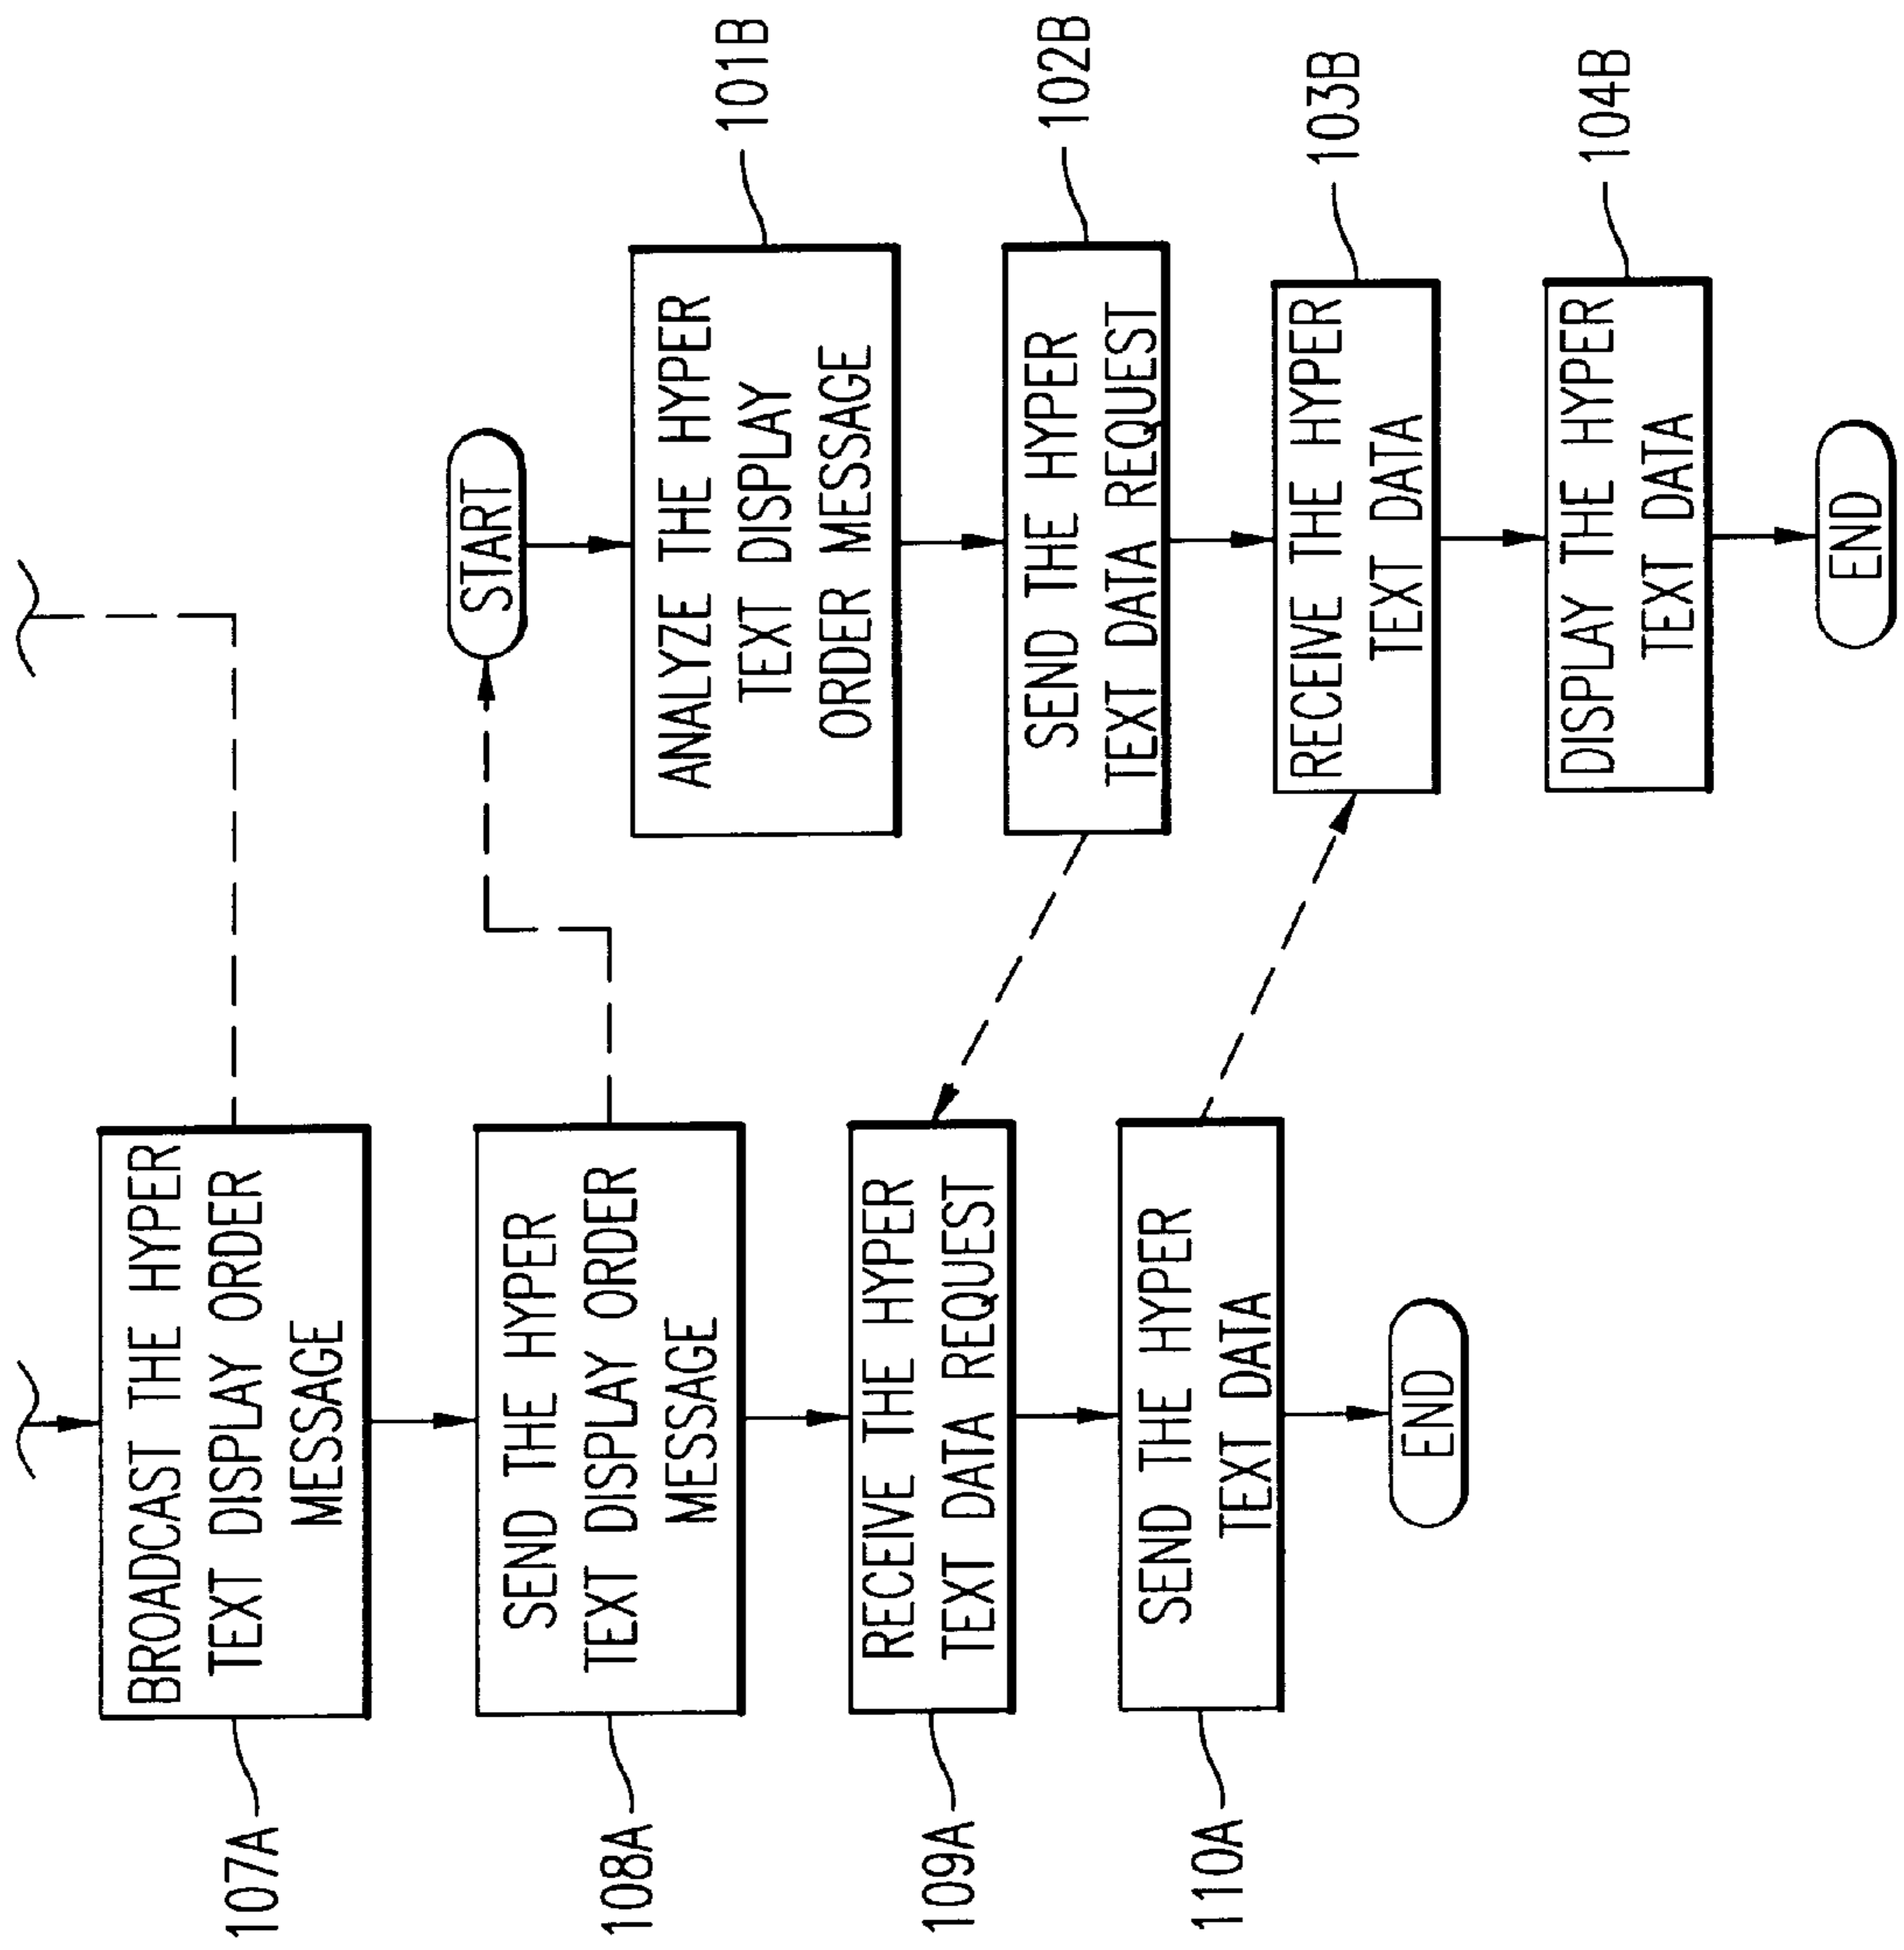 107A
BROADCAST THE HYPER
TEXT DISPLAY ORDER
MESSAGE
108A
SEND THE HYPER
TEXT DISPLAY ORDER
MESSAGE
109A
RECEIVE THE HYPER
TEXT DATA REQUEST
110A
SEND THE HYPER
TEXT DATA
END
START
ANALYZE THE HYPER
TEXT DISPLAY
ORDER MESSAGE
101B
SEND THE HYPER
TEXT DATA REQUEST
102B
RECEIVE THE HYPER
TEXT DATA
103B
DISPLAY THE HYPER
TEXT DATA
104B
END